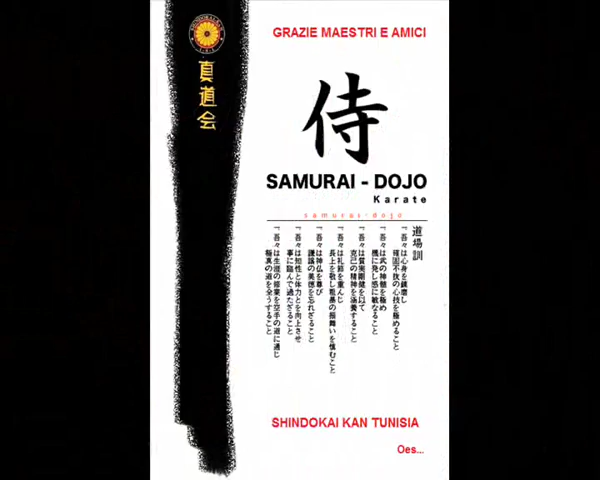 GRAZIE MAESTRI E AMICI
真道会
侍
SAMURAI - DOJO
Karate
samurai-dojo
道場訓
一、吾々は心身を錬磨し
確固不抜の心技を極めること
一、吾々は武の神髄を極め
機に発し感に敏なること
一、吾々は質実剛健を以て
克己の精神を涵養すること
一、吾々は礼節を重んじ
長上を敬し粗暴の振舞いを慎むこと
一、吾々は神仏を尊び
謙譲の美徳を忘れざること
一、吾々は知性と体力とを向上させ
事に臨んで過たざること
一、吾々は生涯の修業を空手の道に通じ
極真の道を全うすること
SHINDOKAI KAN TUNISIA
Oes...